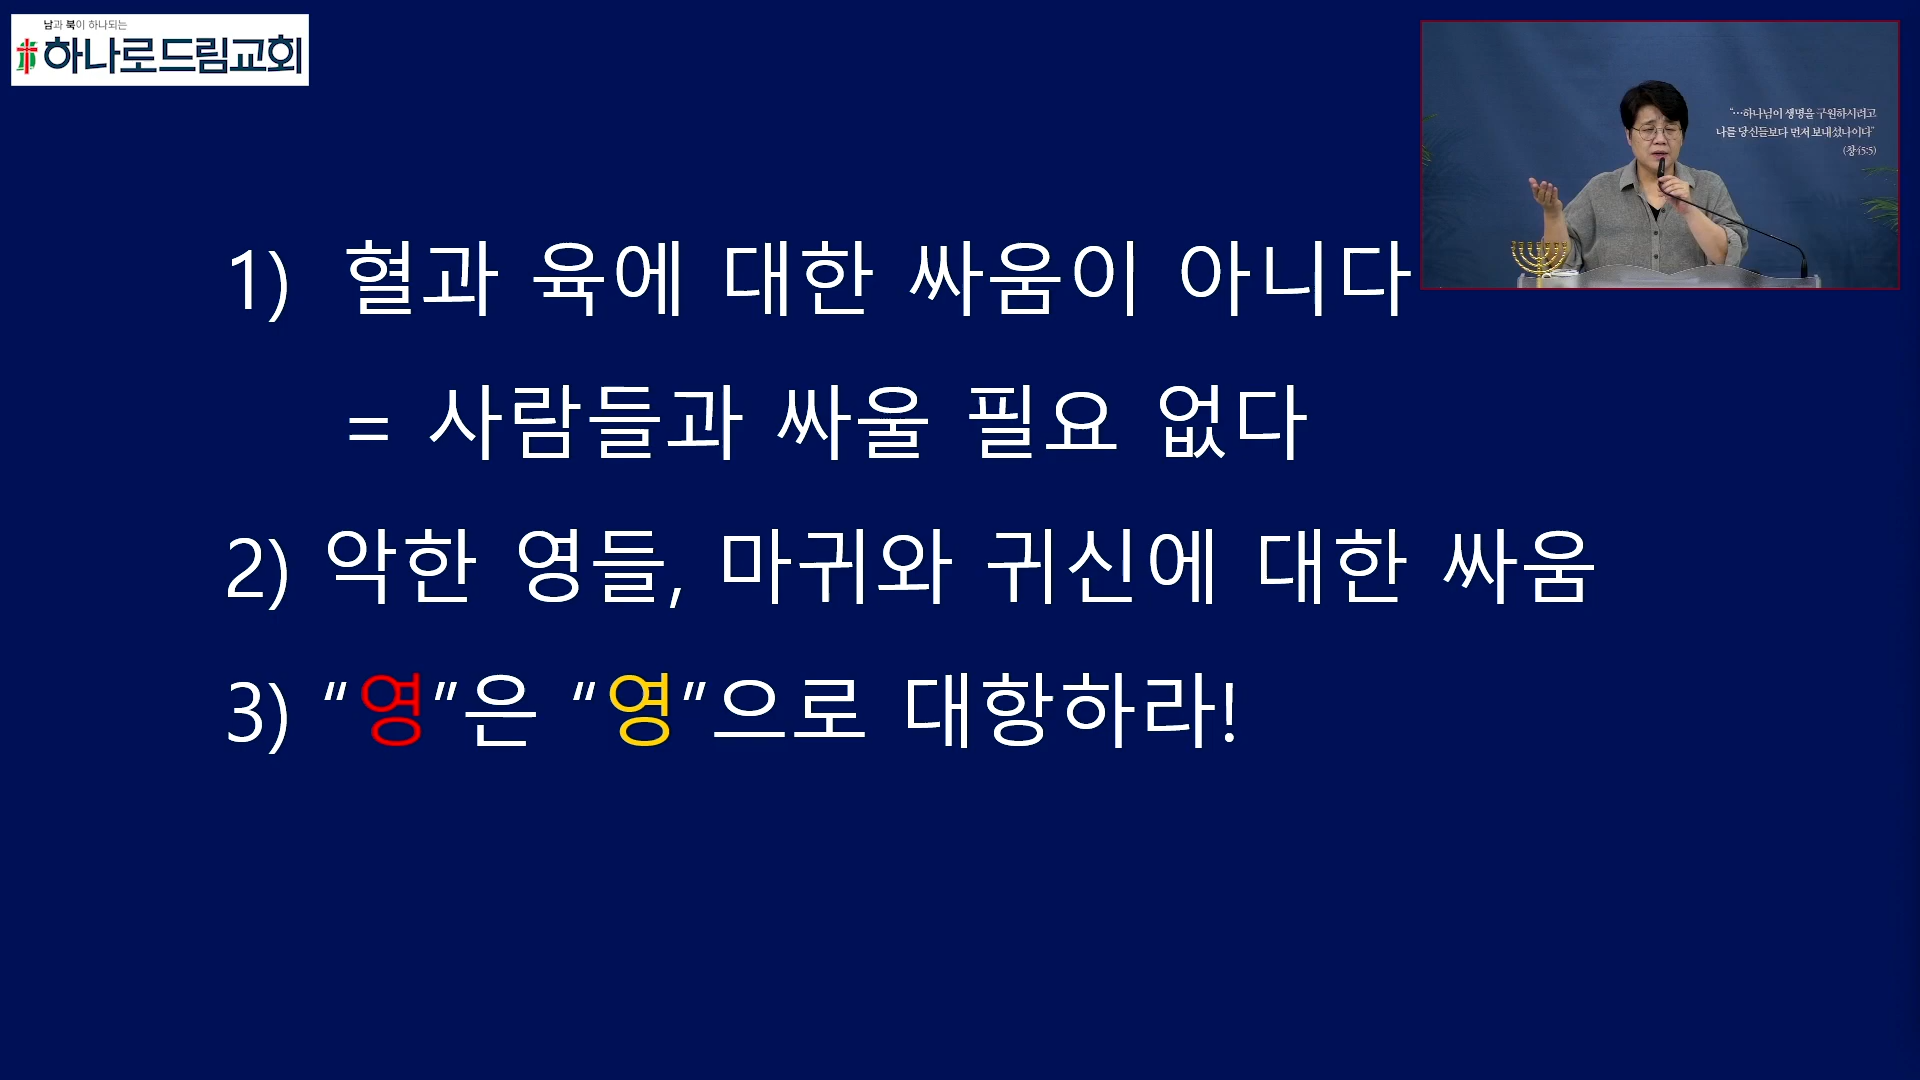 남과 북이 하나되는
하나로드림교회
“…하나님이 생명을 구원하시려고
나를 당신들보다 먼저 보내셨나이다”
(창45:5)
1) 혈과 육에 대한 싸움이 아니다
= 사람들과 싸울 필요 없다
2) 악한 영들, 마귀와 귀신에 대한 싸움
3) “영”은 “영”으로 대항하라!